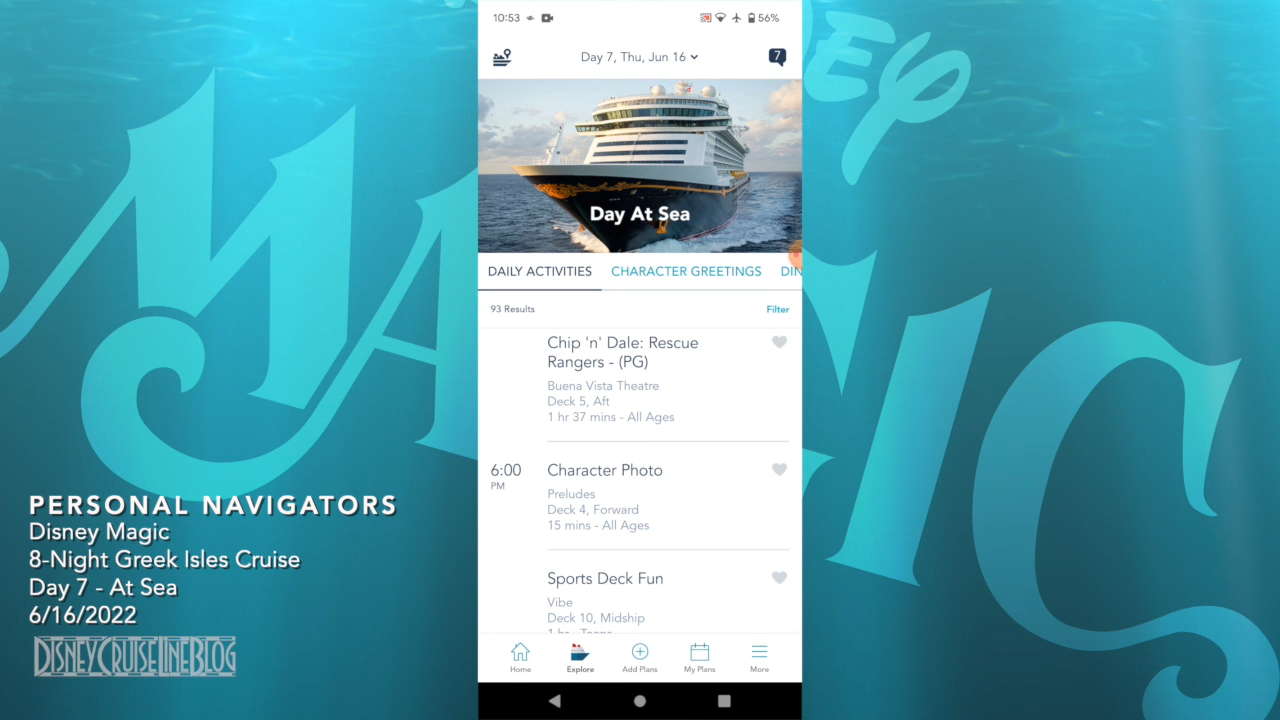 10:53
56%
Day 7, Thu, Jun 16
7
Day At Sea
DAILY ACTIVITIES
CHARACTER GREETINGS
DIN
93 Results
Filter
Chip 'n' Dale: Rescue
Rangers - (PG)
Buena Vista Theatre
Deck 5, Aft
1 hr 37 mins - All Ages
6:00
PM
Character Photo
Preludes
Deck 4, Forward
15 mins - All Ages
Sports Deck Fun
Vibe
Deck 10, Midship
1 hr - Teens
Home
Explore
Add Plans
My Plans
More
PERSONAL NAVIGATORS
Disney Magic
8-Night Greek Isles Cruise
Day 7 - At Sea
6/16/2022
DISNEYCRUISELINEBLOG